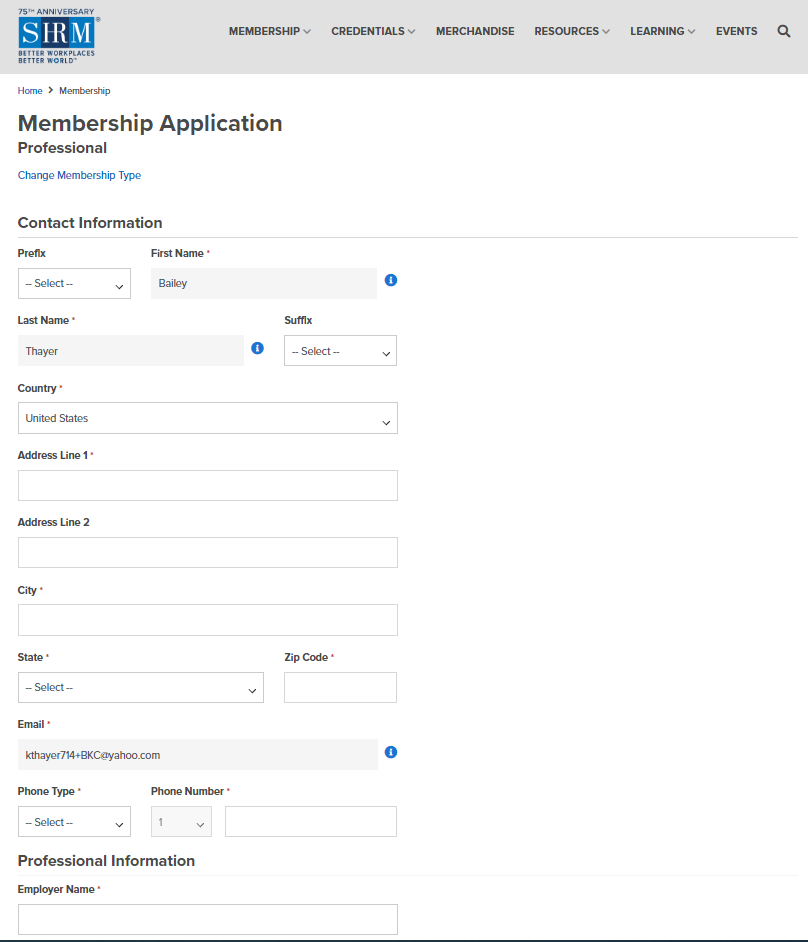 75TH ANNIVERSARY
SHRM®
BETTER WORKPLACES
BETTER WORLD™
MEMBERSHIP CREDENTIALS MERCHANDISE RESOURCES LEARNING EVENTS
Home > Membership
Membership Application
Professional
Change Membership Type
Contact Information
Prefix First Name *
-- Select -- Bailey
Last Name * Suffix
Thayer -- Select --
Country *
United States
Address Line 1 *
Address Line 2
City *
State * Zip Code *
-- Select --
Email *
kthayer714+BKC@yahoo.com
Phone Type * Phone Number *
-- Select -- 1
Professional Information
Employer Name *